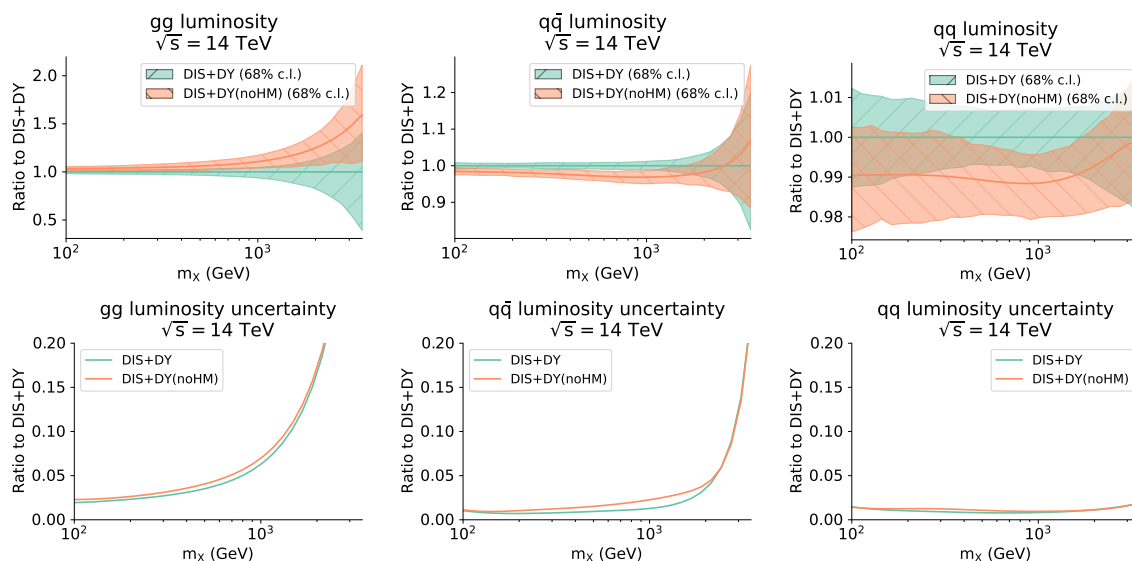 gg luminosity
√s = 14 TeV
Ratio to DIS+DY
2.0
1.5
1.0
0.5
DIS+DY (68% c.l.)
DIS+DY(noHM) (68% c.l.)
10²
10³
mX (GeV)
qq̄ luminosity
√s = 14 TeV
Ratio to DIS+DY
1.2
1.1
1.0
0.9
DIS+DY (68% c.l.)
DIS+DY(noHM) (68% c.l.)
10²
10³
mX (GeV)
qq luminosity
√s = 14 TeV
Ratio to DIS+DY
1.01
1.00
0.99
0.98
DIS+DY (68% c.l.)
DIS+DY(noHM) (68% c.l.)
10²
10³
mX (GeV)
gg luminosity uncertainty
√s = 14 TeV
Ratio to DIS+DY
0.20
0.15
0.10
0.05
0.00
DIS+DY
DIS+DY(noHM)
10²
10³
mX (GeV)
qq̄ luminosity uncertainty
√s = 14 TeV
Ratio to DIS+DY
0.20
0.15
0.10
0.05
0.00
DIS+DY
DIS+DY(noHM)
10²
10³
mX (GeV)
qq luminosity uncertainty
√s = 14 TeV
Ratio to DIS+DY
0.20
0.15
0.10
0.05
0.00
DIS+DY
DIS+DY(noHM)
10²
10³
mX (GeV)